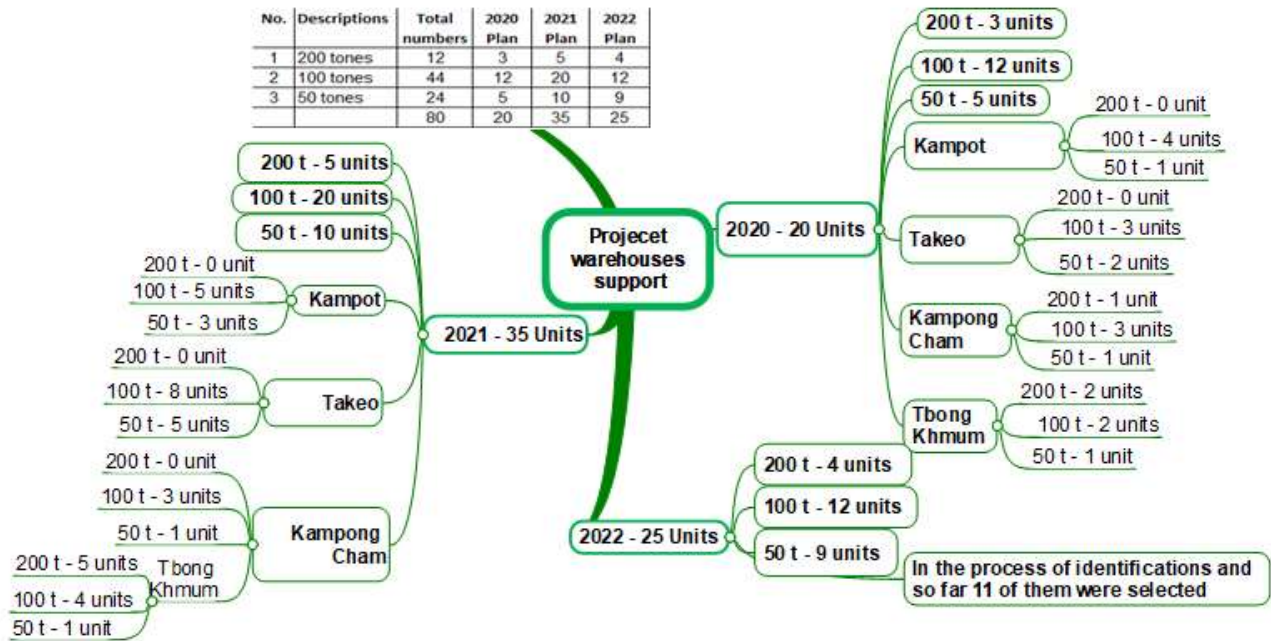 No. Descriptions Total numbers 2020 Plan 2021 Plan 2022 Plan
1 200 tones 12 3 5 4
2 100 tones 44 12 20 12
3 50 tones 24 5 10 9
80 20 35 25
Projecet
warehouses
support
2020 - 20 Units
200 t - 3 units
100 t - 12 units
50 t - 5 units
Kampot
200 t - 0 unit
100 t - 4 units
50 t - 1 unit
Takeo
200 t - 0 unit
100 t - 3 units
50 t - 2 units
Kampong
Cham
200 t - 1 unit
100 t - 3 units
50 t - 1 unit
Tbong
Khmum
200 t - 2 units
100 t - 2 units
50 t - 1 unit
2021 - 35 Units
200 t - 5 units
100 t - 20 units
50 t - 10 units
Kampot
200 t - 0 unit
100 t - 5 units
50 t - 3 units
Takeo
200 t - 0 unit
100 t - 8 units
50 t - 5 units
Kampong
Cham
200 t - 0 unit
100 t - 3 units
50 t - 1 unit
Tbong
Khmum
200 t - 5 units
100 t - 4 units
50 t - 1 unit
2022 - 25 Units
200 t - 4 units
100 t - 12 units
50 t - 9 units
In the process of identifications and
so far 11 of them were selected